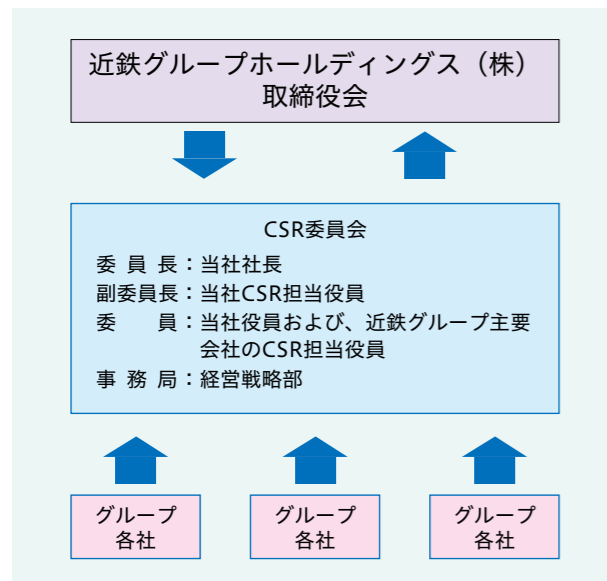 近鉄グループホールディングス（株）
取締役会
CSR委員会
委員長：当社社長
副委員長：当社CSR担当役員
委　　員：当社役員および、近鉄グループ主要
会社のCSR担当役員
事務局：経営戦略部
グループ
各社
グループ
各社
グループ
各社